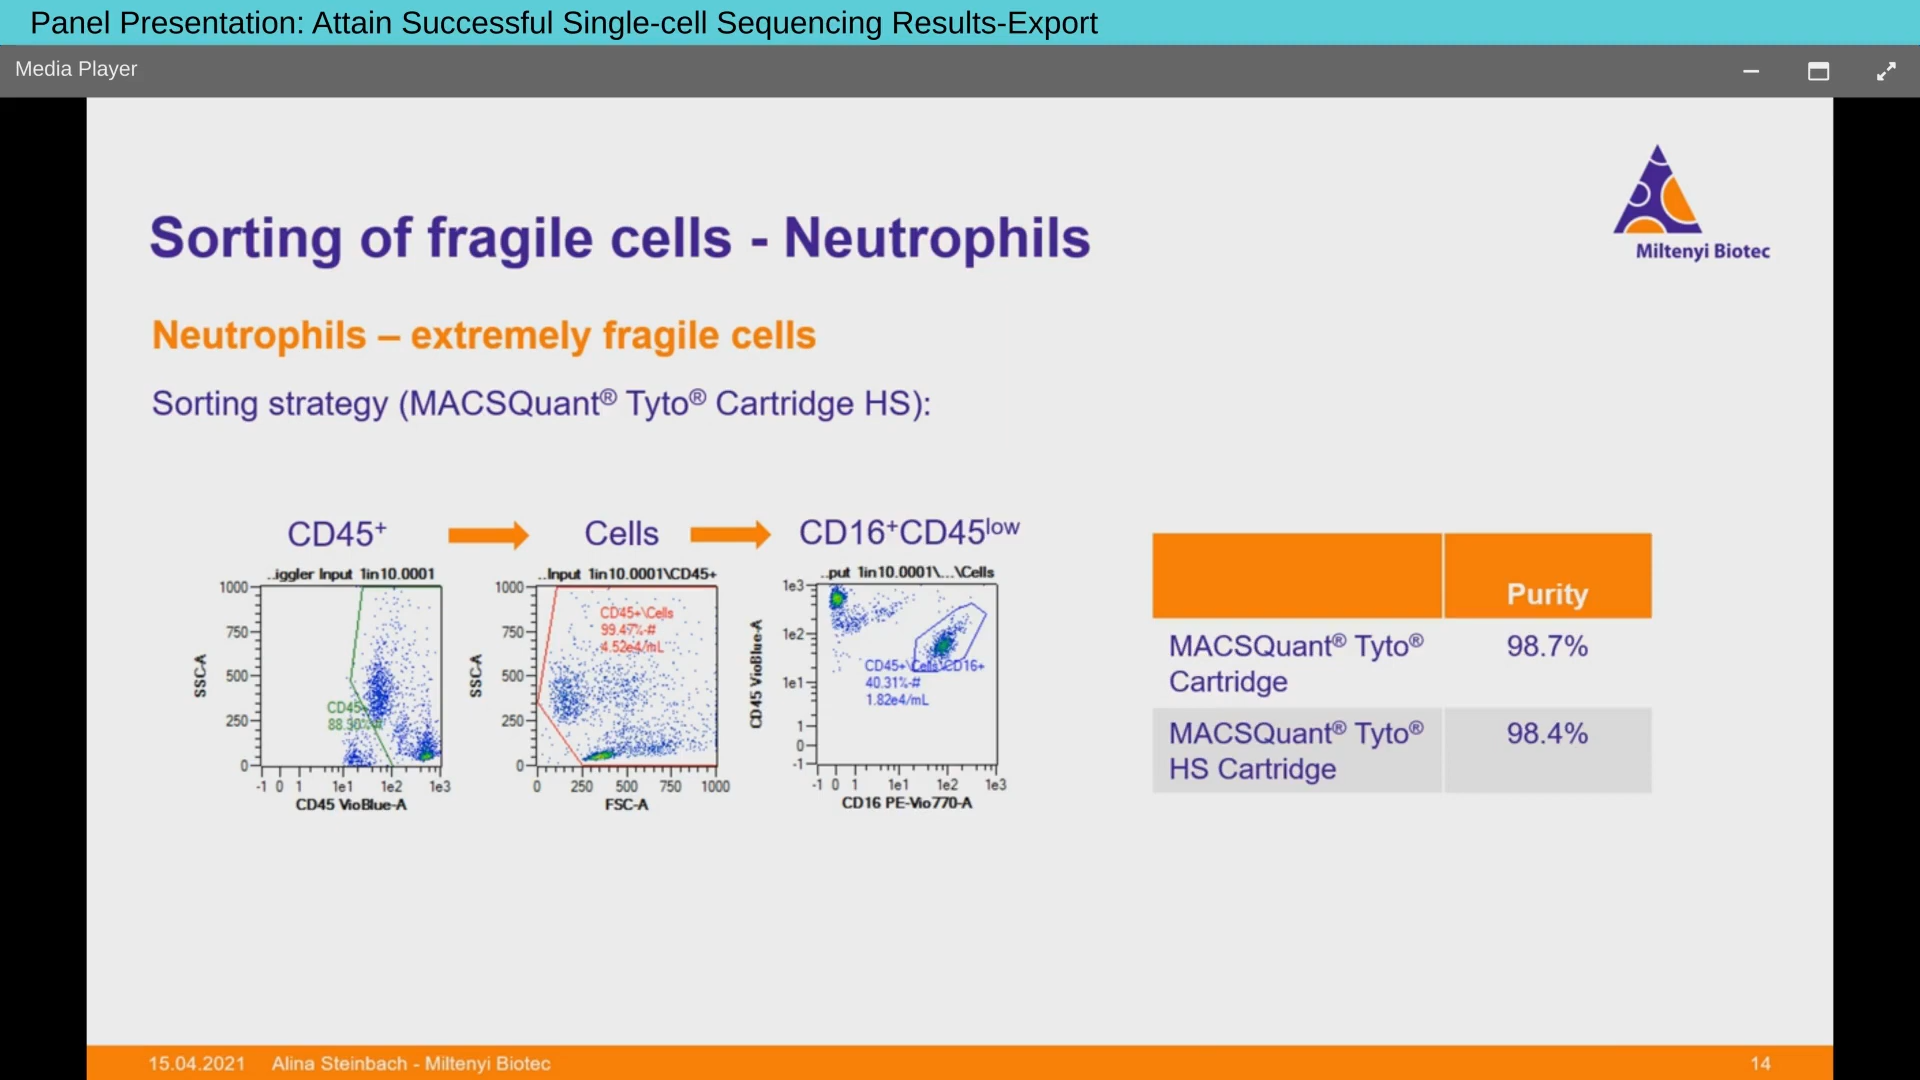 Panel Presentation: Attain Successful Single-cell Sequencing Results-Export
Media Player
Miltenyi Biotec
Sorting of fragile cells - Neutrophils
Neutrophils – extremely fragile cells
Sorting strategy (MACSQuant® Tyto® Cartridge HS):
CD45⁺
Cells
CD16⁺CD45ˡᵒʷ
..iggler Input 1in10.0001
1000
750
500
250
0
SSC-A
CD45+
-1 0 1 1e1 1e2 1e3
CD45 VioBlue-A
..Input 1in10.0001\CD45+
1000
750
500
250
0
SSC-A
CD45+\Cells
99.47%-#
4.52e4/mL
0 250 500 750 1000
FSC-A
..put 1in10.0001\...\Cells
1e3
1e2
1e1
1
0
-1
CD45 VioBlue-A
CD45+\Cells\CD16+
40.31%-#
1.82e4/mL
-1 0 1 1e1 1e2 1e3
CD16 PE-Vio770-A
Purity
MACSQuant® Tyto® 98.7%
Cartridge
MACSQuant® Tyto® 98.4%
HS Cartridge
15.04.2021 Alina Steinbach - Miltenyi Biotec 14